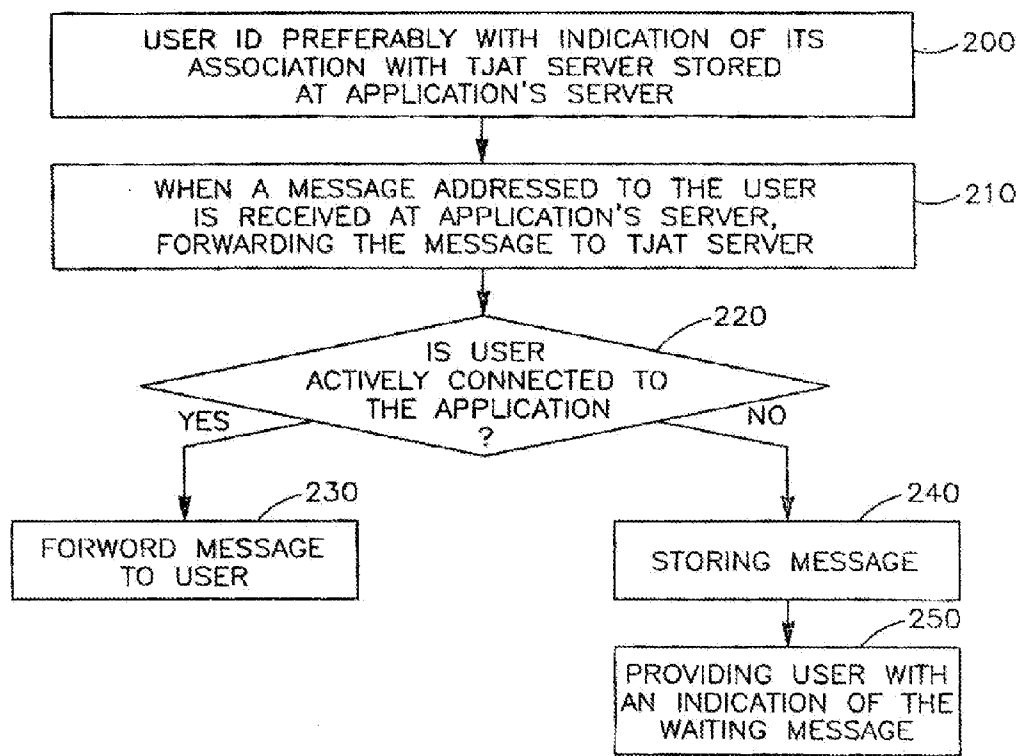 USER ID PREFERABLY WITH INDICATION OF ITS
ASSOCIATION WITH TJAT SERVER STORED
AT APPLICATION'S SERVER
200
WHEN A MESSAGE ADDRESSED TO THE USER
IS RECEIVED AT APPLICATION'S SERVER,
FORWARDING THE MESSAGE TO TJAT SERVER
210
220
IS USER
ACTIVELY CONNECTED TO
THE APPLICATION
?
YES
NO
230
FORWORD MESSAGE
TO USER
240
STORING MESSAGE
250
PROVIDING USER WITH
AN INDICATION OF THE
WAITING MESSAGE